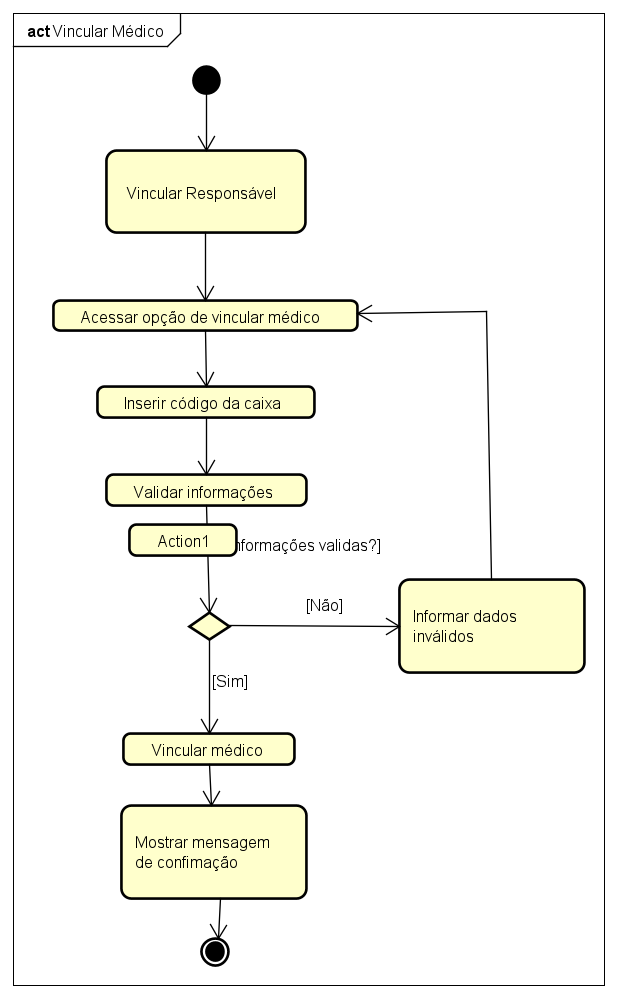 act Vincular Médico
Vincular Responsável
Acessar opção de vincular médico
Inserir código da caixa
Validar informações
Action1
nformações validas?]
[Não]
Informar dados
inválidos
[Sim]
Vincular médico
Mostrar mensagem
de confimação